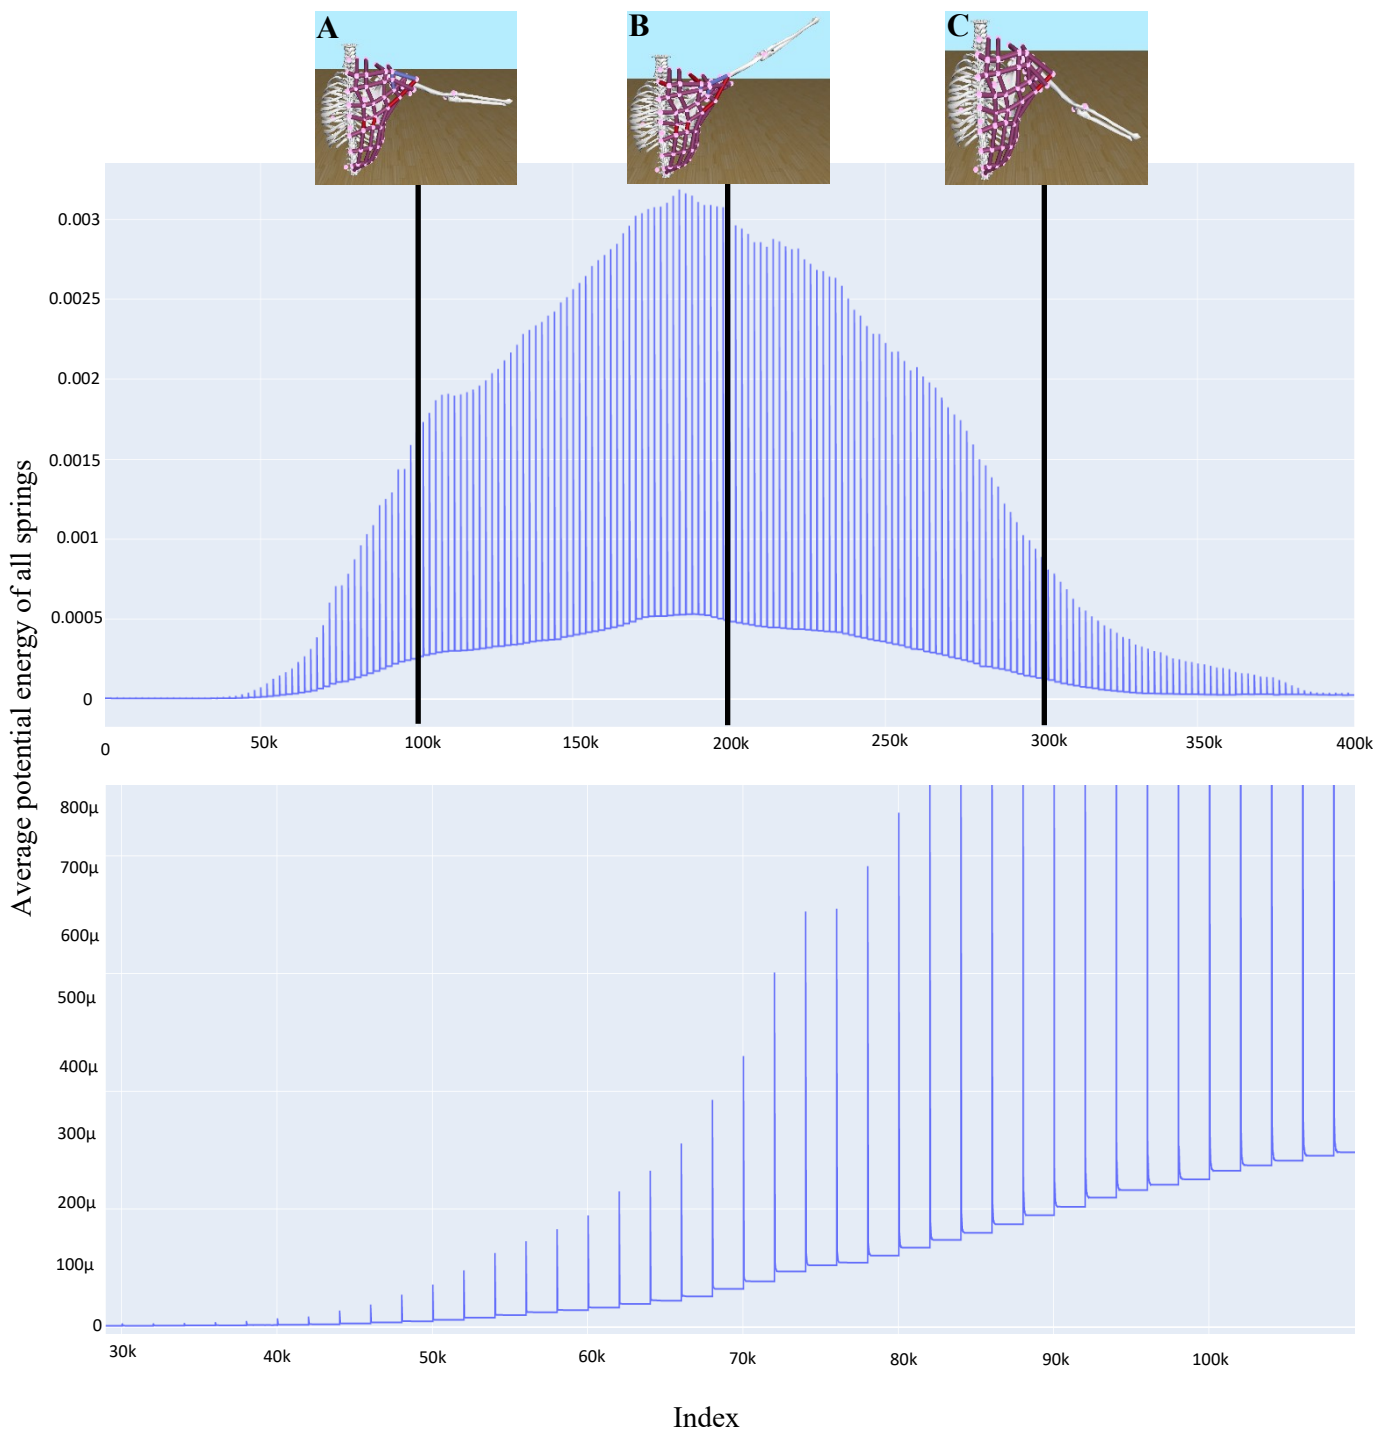 A
B
C
Average potential energy of all springs
0.003
0.0025
0.002
0.0015
0.001
0.0005
0
0
50k
100k
150k
200k
250k
300k
350k
400k
800μ
700μ
600μ
500μ
400μ
300μ
200μ
100μ
0
30k
40k
50k
60k
70k
80k
90k
100k
Index